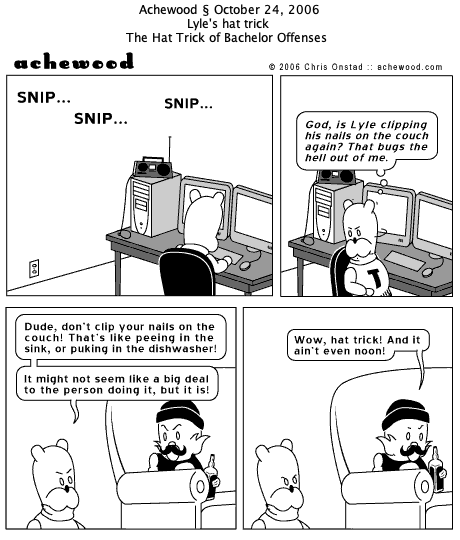 Achewood § October 24, 2006
Lyle's hat trick
The Hat Trick of Bachelor Offenses
achewood
© 2006 Chris Onstad :: achewood.com
SNIP...
SNIP...
SNIP...
God, is Lyle clipping
his nails on the couch
again? That bugs the
hell out of me.
T
Dude, don't clip your nails on the
couch! That's like peeing in the
sink, or puking in the dishwasher!
It might not seem like a big deal
to the person doing it, but it is!
Wow, hat trick! And it
ain't even noon!